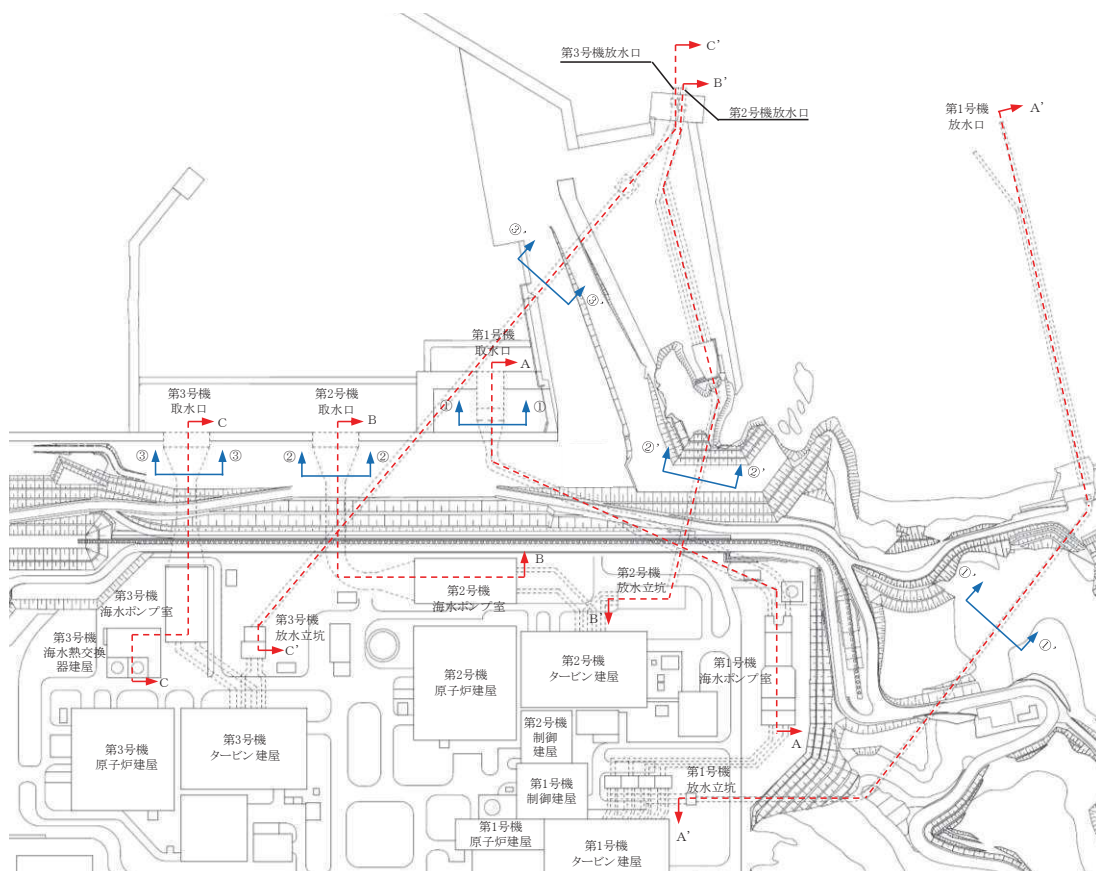 C'
第3号機放水口
B'
第2号機放水口
第1号機
放水口
A'
③'
③'
第1号機
取水口
A
第3号機
取水口
C
第2号機
取水口
B
①
①
③
③
②
②
②'
②'
B
第3号機
海水ポンプ室
第2号機
海水ポンプ室
第2号機
放水立坑
B'
第3号機
放水立坑
C'
第3号機
海水熱交換
器建屋
C
第1号機
海水ポンプ室
A
①'
①'
第2号機
原子炉建屋
第2号機
タービン建屋
第2号機
制御
建屋
第3号機
原子炉建屋
第3号機
タービン建屋
第1号機
制御建屋
第1号機
放水立坑
A'
第1号機
原子炉建屋
第1号機
タービン建屋